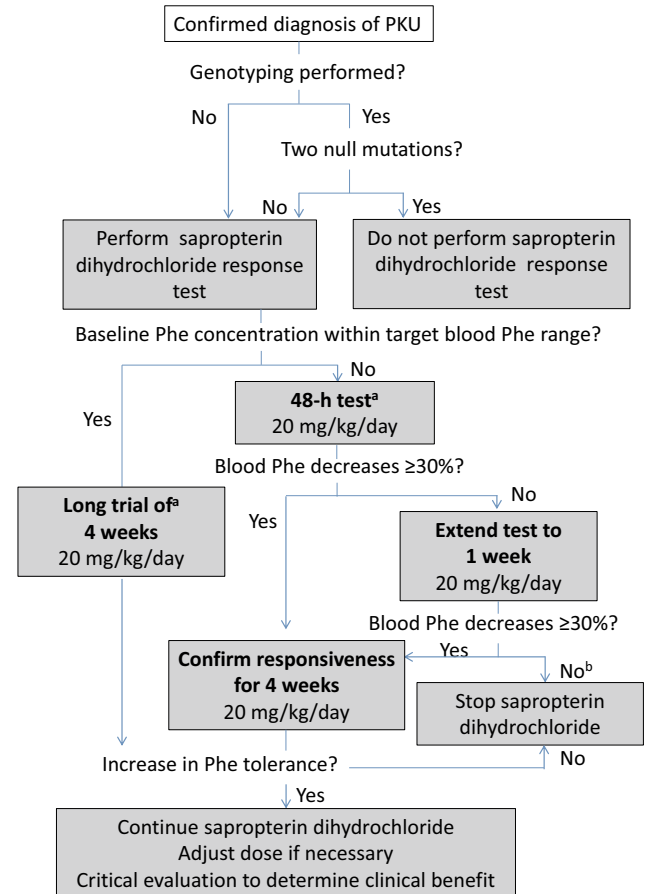 Confirmed diagnosis of PKU
Genotyping performed?
No
Yes
Two null mutations?
No
Yes
Perform sapropterin
dihydrochloride response
test
Do not perform sapropterin
dihydrochloride response
test
Baseline Phe concentration within target blood Phe range?
Yes
No
48-h testᵃ
20 mg/kg/day
Blood Phe decreases ≥30%?
Long trial ofᵃ
4 weeks
20 mg/kg/day
Yes
No
Extend test to
1 week
20 mg/kg/day
Blood Phe decreases ≥30%?
Yes
Noᵇ
Confirm responsiveness
for 4 weeks
20 mg/kg/day
Stop sapropterin
dihydrochloride
Increase in Phe tolerance?
No
Yes
Continue sapropterin dihydrochloride
Adjust dose if necessary
Critical evaluation to determine clinical benefit